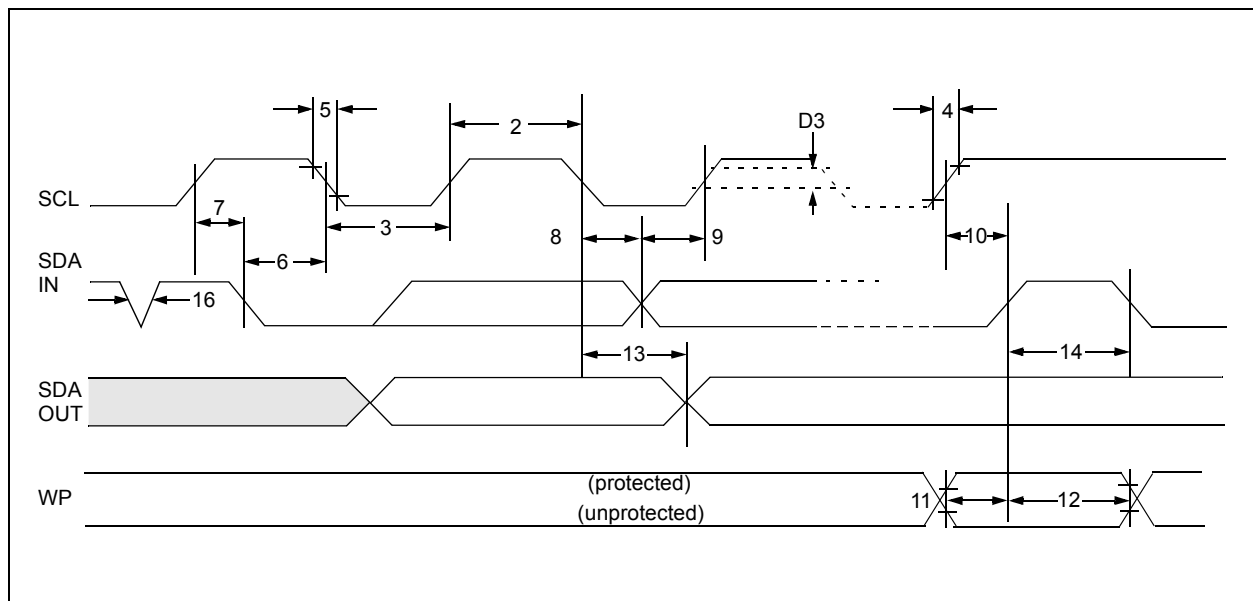 5
2
D3
4
SCL
7
3
8
9
10
SDA
IN
6
16
13
14
SDA
OUT
WP
(protected)
(unprotected)
11
12